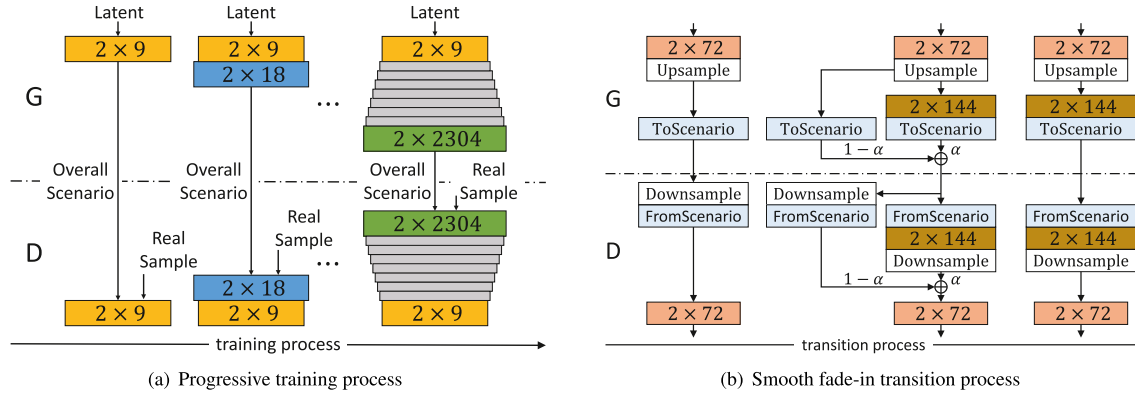 Latent
Latent
Latent
2 × 9
2 × 9
2 × 9
2 × 18
G
...
2 × 2304
Overall
Scenario
Overall
Scenario
Overall
Scenario
Real
Sample
2 × 2304
D
Real
Sample
Real
Sample
...
2 × 18
2 × 9
2 × 9
2 × 9
training process
(a) Progressive training process
2 × 72
Upsample
2 × 72
Upsample
2 × 72
Upsample
G
2 × 144
2 × 144
ToScenario
ToScenario
ToScenario
ToScenario
1 − α
α
Downsample
Downsample
FromScenario
FromScenario
FromScenario
FromScenario
D
2 × 144
2 × 144
Downsample
Downsample
1 − α
α
2 × 72
2 × 72
2 × 72
transition process
(b) Smooth fade-in transition process